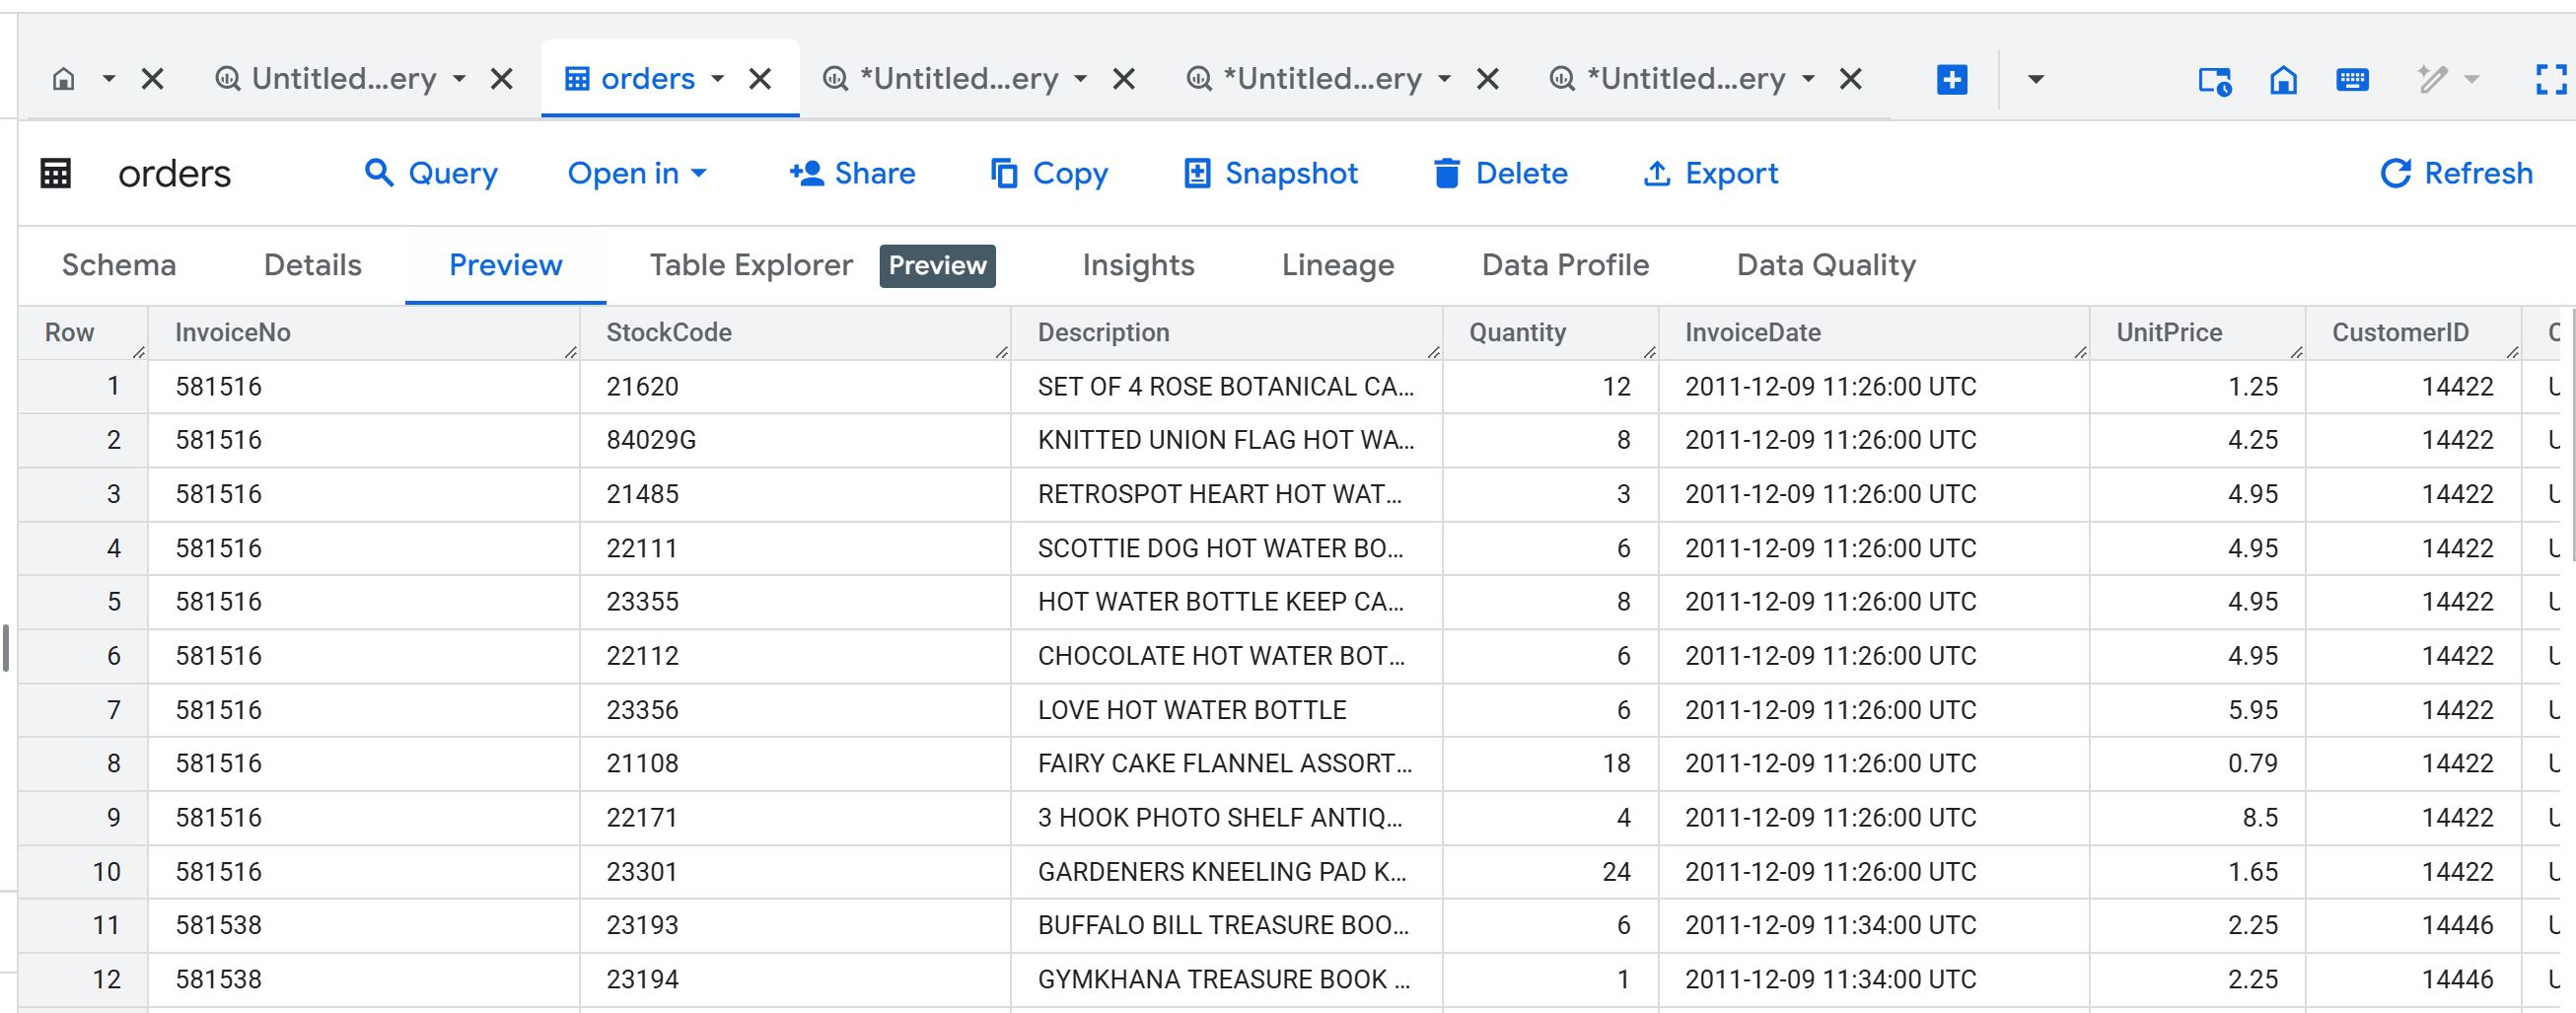 Untitled...ery orders *Untitled...ery *Untitled...ery *Untitled...ery
orders Query Open in Share Copy Snapshot Delete Export Refresh
Schema Details Preview Table Explorer Preview Insights Lineage Data Profile Data Quality
Row InvoiceNo StockCode Description Quantity InvoiceDate UnitPrice CustomerID
1 581516 21620 SET OF 4 ROSE BOTANICAL CA... 12 2011-12-09 11:26:00 UTC 1.25 14422
2 581516 84029G KNITTED UNION FLAG HOT WA... 8 2011-12-09 11:26:00 UTC 4.25 14422
3 581516 21485 RETROSPOT HEART HOT WAT... 3 2011-12-09 11:26:00 UTC 4.95 14422
4 581516 22111 SCOTTIE DOG HOT WATER BO... 6 2011-12-09 11:26:00 UTC 4.95 14422
5 581516 23355 HOT WATER BOTTLE KEEP CA... 8 2011-12-09 11:26:00 UTC 4.95 14422
6 581516 22112 CHOCOLATE HOT WATER BOT... 6 2011-12-09 11:26:00 UTC 4.95 14422
7 581516 23356 LOVE HOT WATER BOTTLE 6 2011-12-09 11:26:00 UTC 5.95 14422
8 581516 21108 FAIRY CAKE FLANNEL ASSORT... 18 2011-12-09 11:26:00 UTC 0.79 14422
9 581516 22171 3 HOOK PHOTO SHELF ANTIQ... 4 2011-12-09 11:26:00 UTC 8.5 14422
10 581516 23301 GARDENERS KNEELING PAD K... 24 2011-12-09 11:26:00 UTC 1.65 14422
11 581538 23193 BUFFALO BILL TREASURE BOO... 6 2011-12-09 11:34:00 UTC 2.25 14446
12 581538 23194 GYMKHANA TREASURE BOOK ... 1 2011-12-09 11:34:00 UTC 2.25 14446